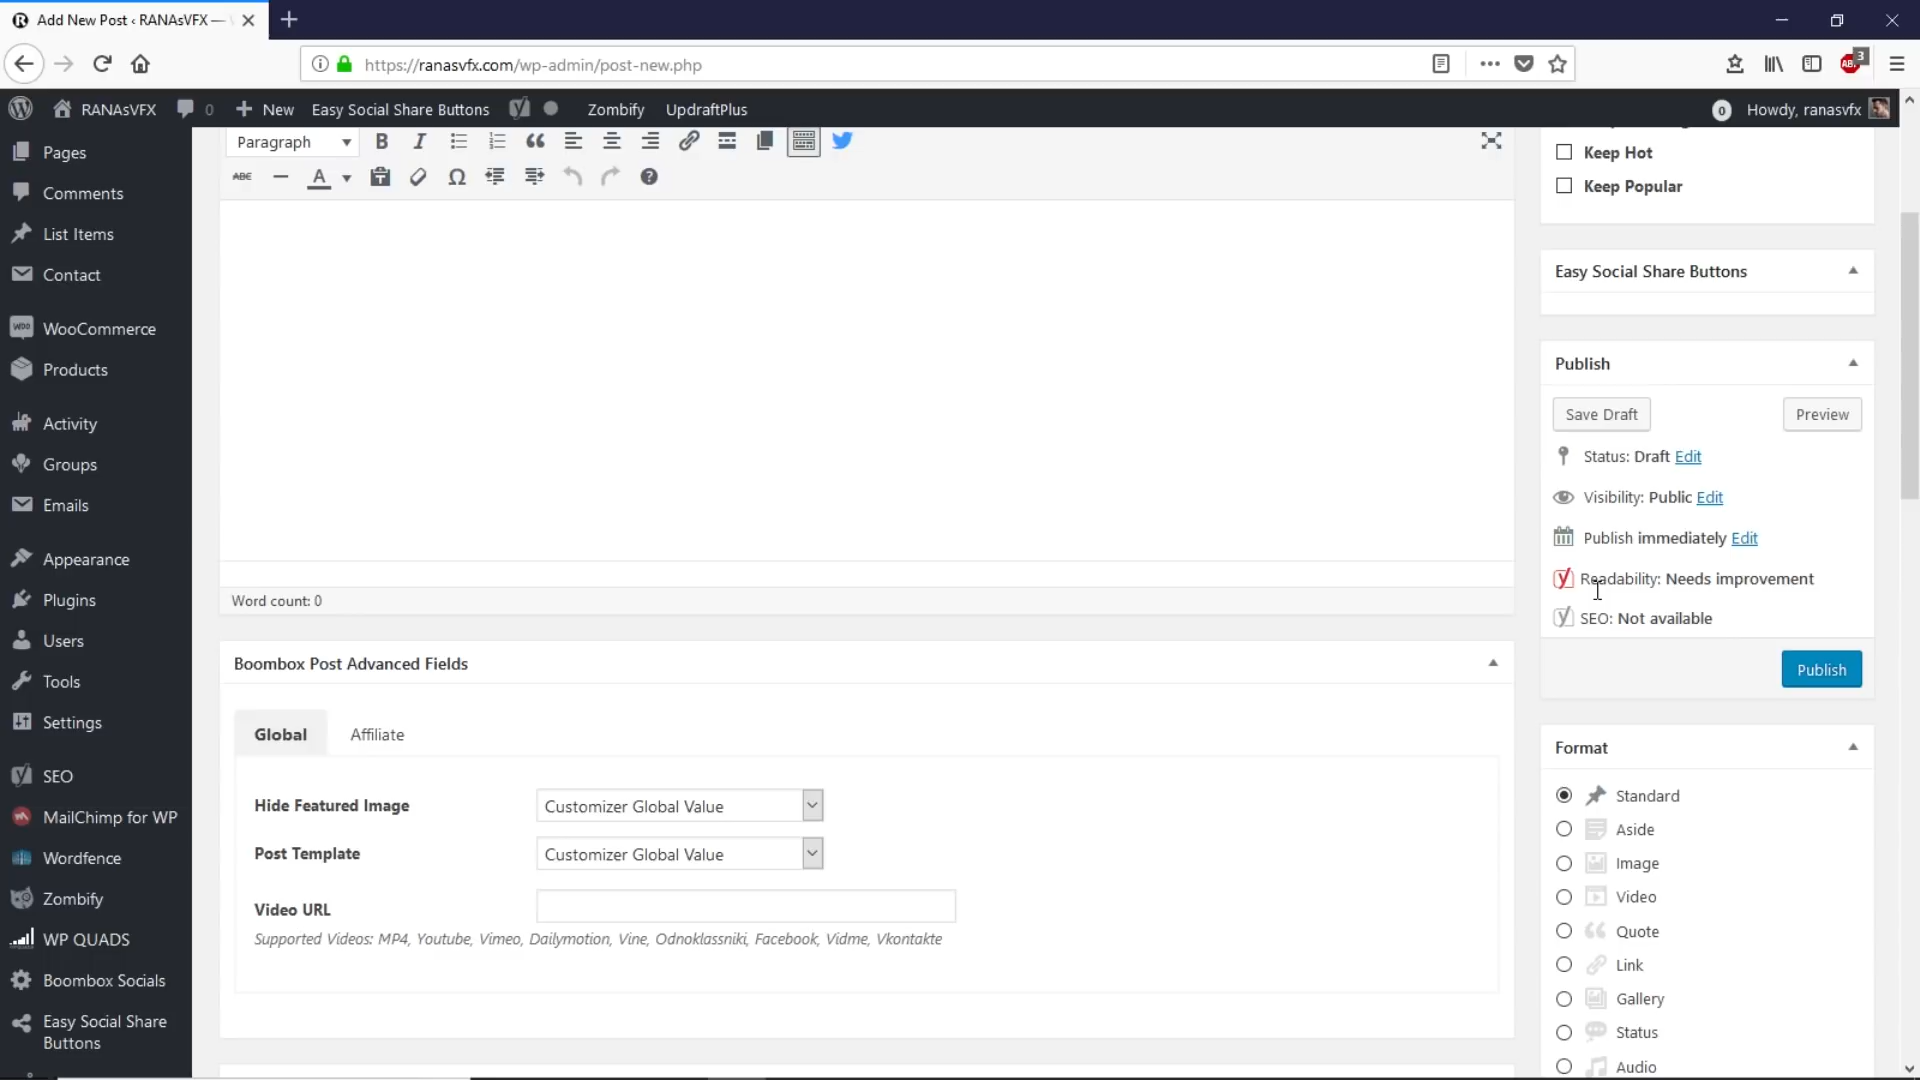 Add New Post ‹ RANAsVFX —
https://ranasvfx.com/wp-admin/post-new.php
ABP
3
RANAsVFX
0
New
Easy Social Share Buttons
Zombify
UpdraftPlus
0
Howdy, ranasvfx
Pages
Comments
List Items
Contact
WooCommerce
Products
Activity
Groups
Emails
Appearance
Plugins
Users
Tools
Settings
SEO
MailChimp for WP
Wordfence
Zombify
WP QUADS
Boombox Socials
Easy Social Share
Buttons
Paragraph
B
I
ABC
A
Ω
Word count: 0
Boombox Post Advanced Fields
Global
Affiliate
Hide Featured Image
Customizer Global Value
Post Template
Customizer Global Value
Video URL
Supported Videos: MP4, Youtube, Vimeo, Dailymotion, Vine, Odnoklassniki, Facebook, Vidme, Vkontakte
Keep Hot
Keep Popular
Easy Social Share Buttons
Publish
Save Draft
Preview
Status: Draft Edit
Visibility: Public Edit
Publish immediately Edit
Readability: Needs improvement
SEO: Not available
Publish
Format
Standard
Aside
Image
Video
Quote
Link
Gallery
Status
Audio